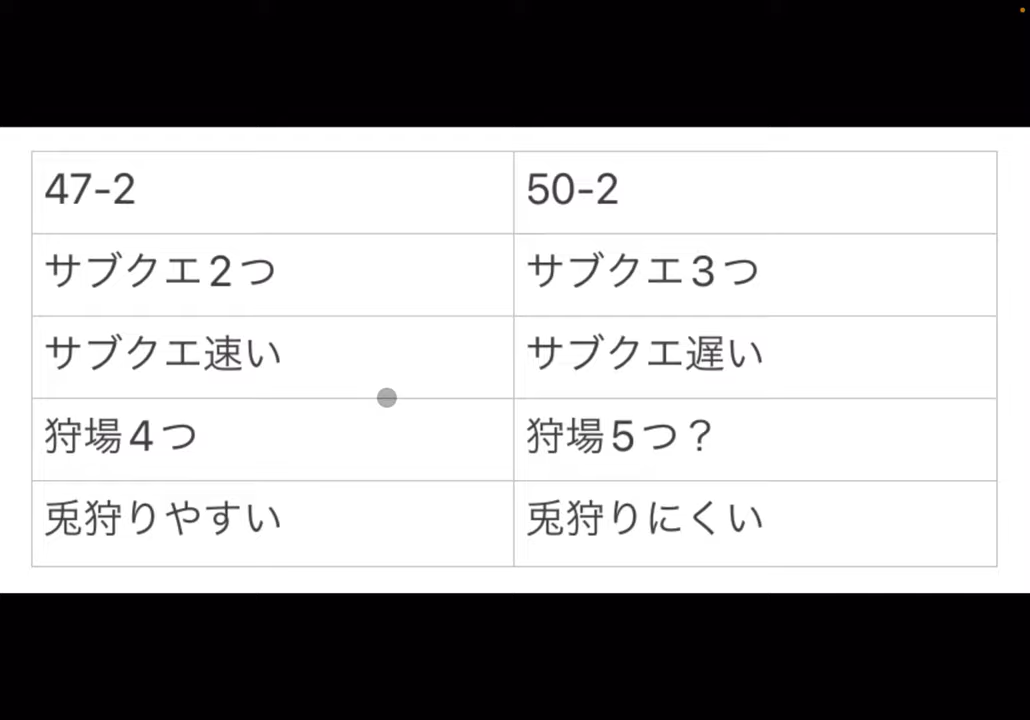 47-2 50-2
サブクエ2つ サブクエ3つ
サブクエ速い サブクエ遅い
狩場4つ 狩場5つ？
兎狩りやすい 兎狩りにくい